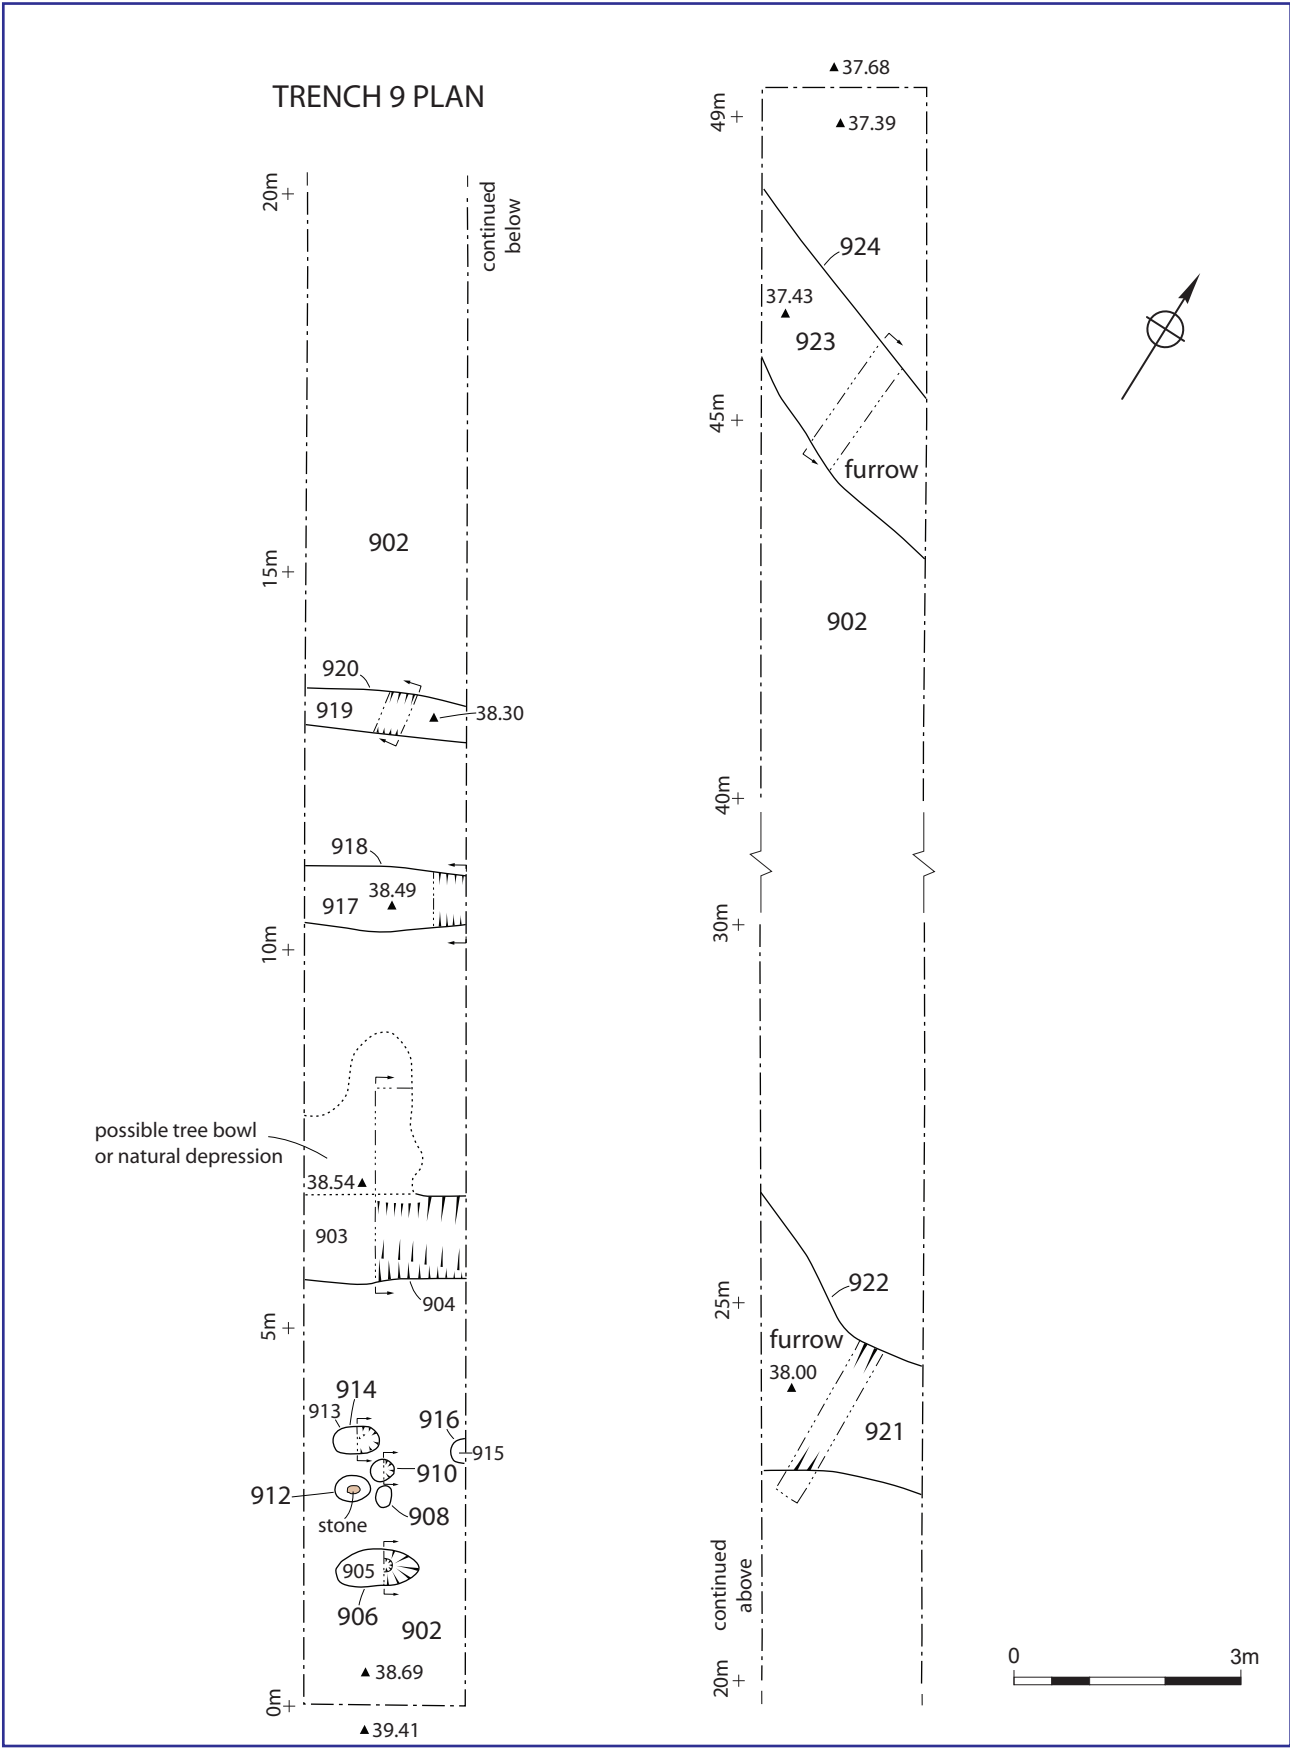 TRENCH 9 PLAN
20m
continued
below
902
15m
920
919
38.30
918
38.49
917
10m
possible tree bowl
or natural depression
38.54
903
904
5m
914
913
916
915
910
912
908
stone
905
906
902
38.69
0m
39.41
37.68
49m
37.39
924
37.43
923
45m
furrow
902
40m
30m
922
25m
furrow
38.00
921
continued
above
20m
0
3m